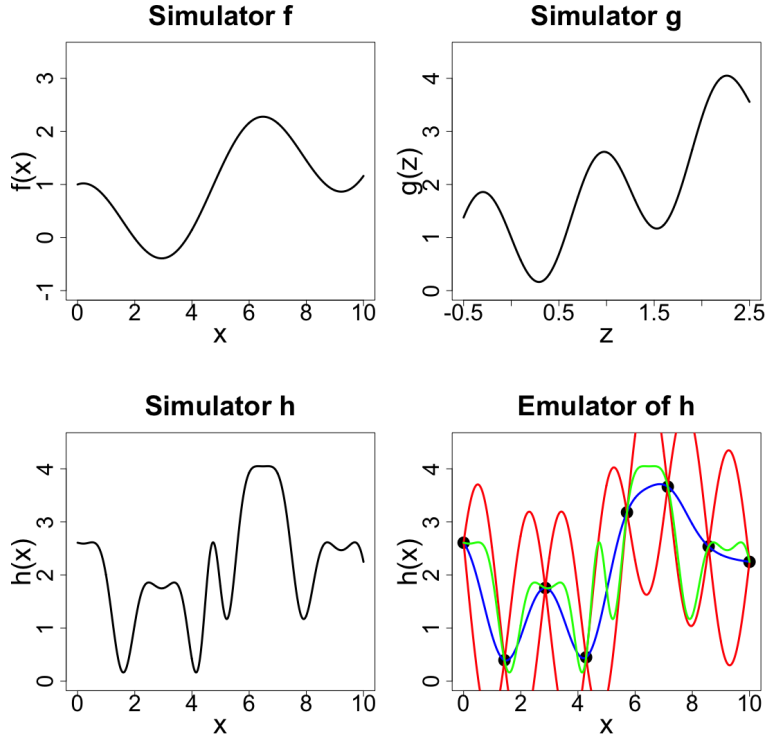 Simulator f
f(x)
3
2
1
0
-1
0 2 4 6 8 10
x
Simulator g
g(z)
4
3
2
1
0
-0.5 0.5 1.5 2.5
z
Simulator h
h(x)
4
3
2
1
0
0 2 4 6 8 10
x
Emulator of h
h(x)
4
3
2
1
0
0 2 4 6 8 10
x